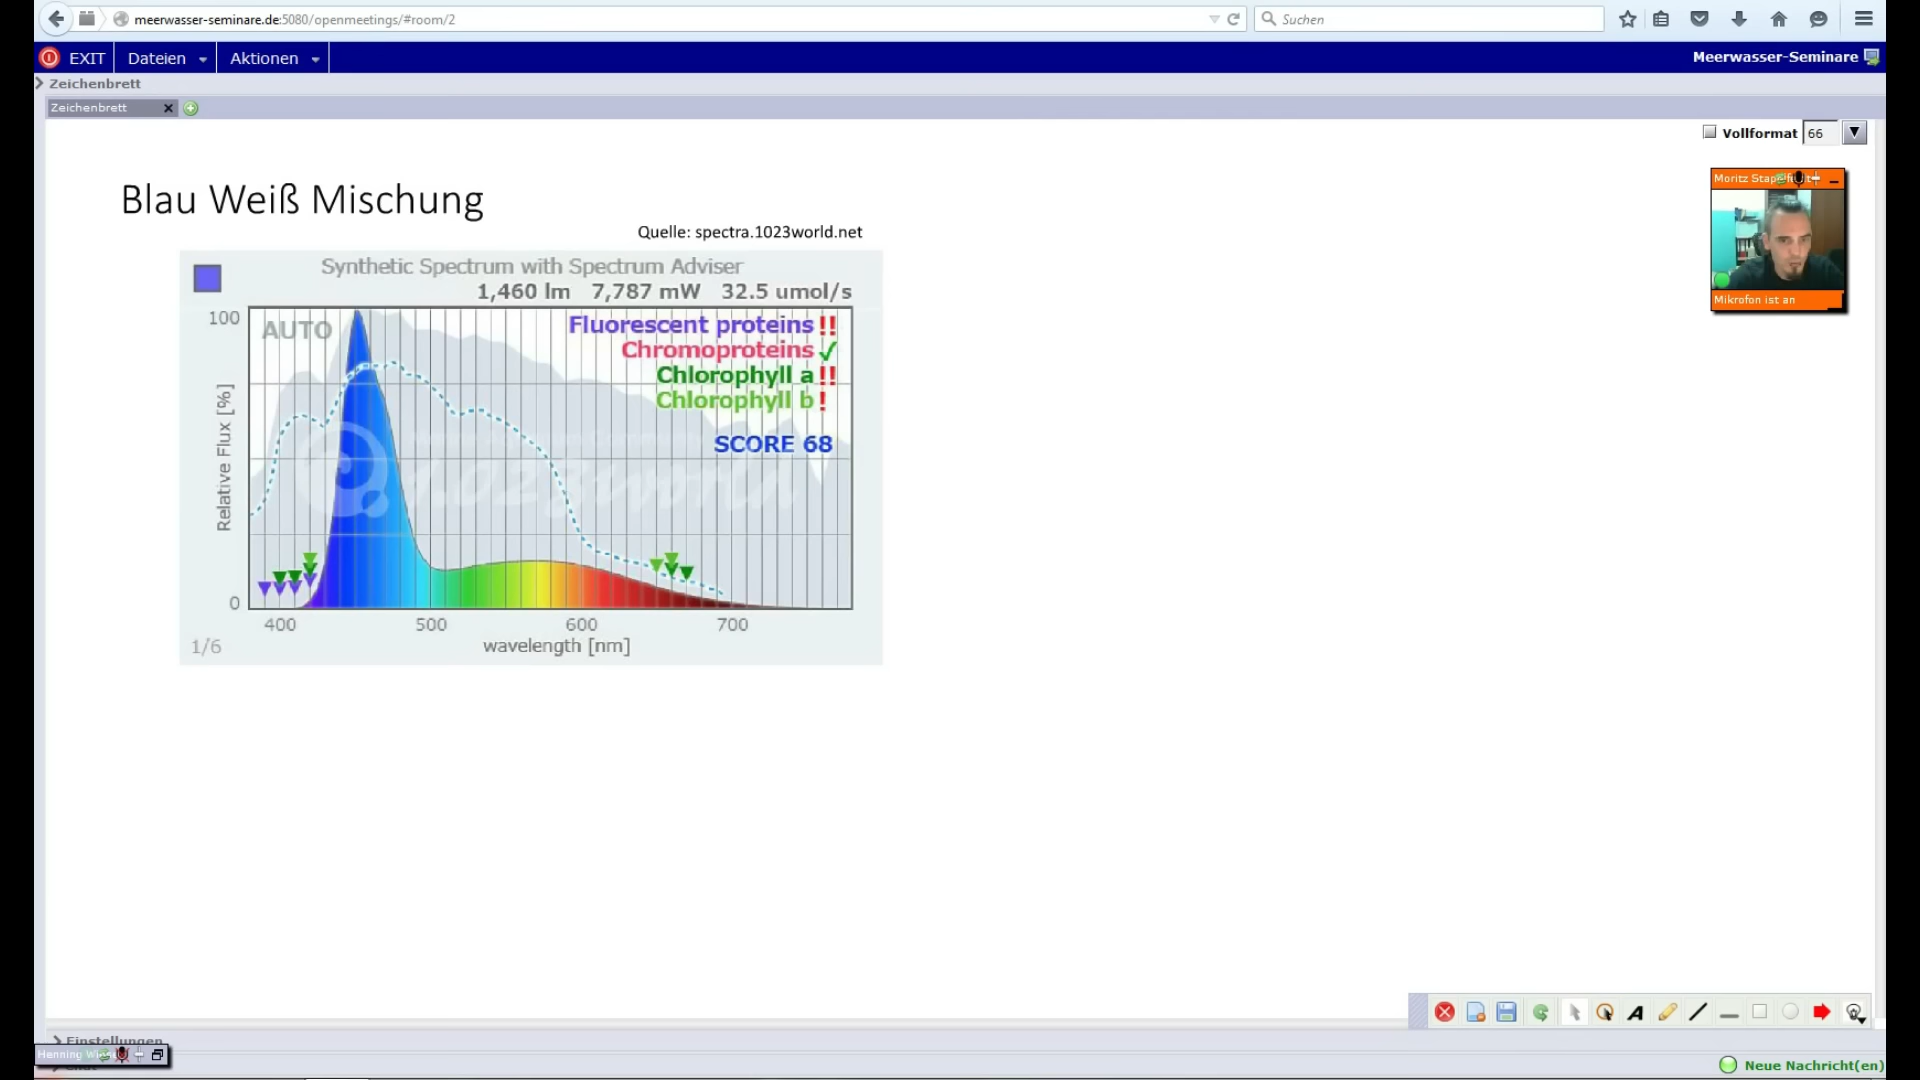 meerwasser-seminare.de:5080/openmeetings/#room/2
Suchen
EXIT
Dateien
Aktionen
Meerwasser-Seminare
Zeichenbrett
Zeichenbrett
Vollformat 66
Moritz
Mikrofon ist an
Blau Weiß Mischung
Quelle: spectra.1023world.net
Synthetic Spectrum with Spectrum Adviser
1,460 lm 7,787 mW 32.5 umol/s
100
AUTO
Fluorescent proteins !!
Chromoproteins ✓
Chlorophyll a !!
Chlorophyll b !
SCORE 68
1023world
Relative Flux [%]
0
400 500 600 700
wavelength [nm]
1/6
Einstellungen
Henning
Neue Nachricht(en)